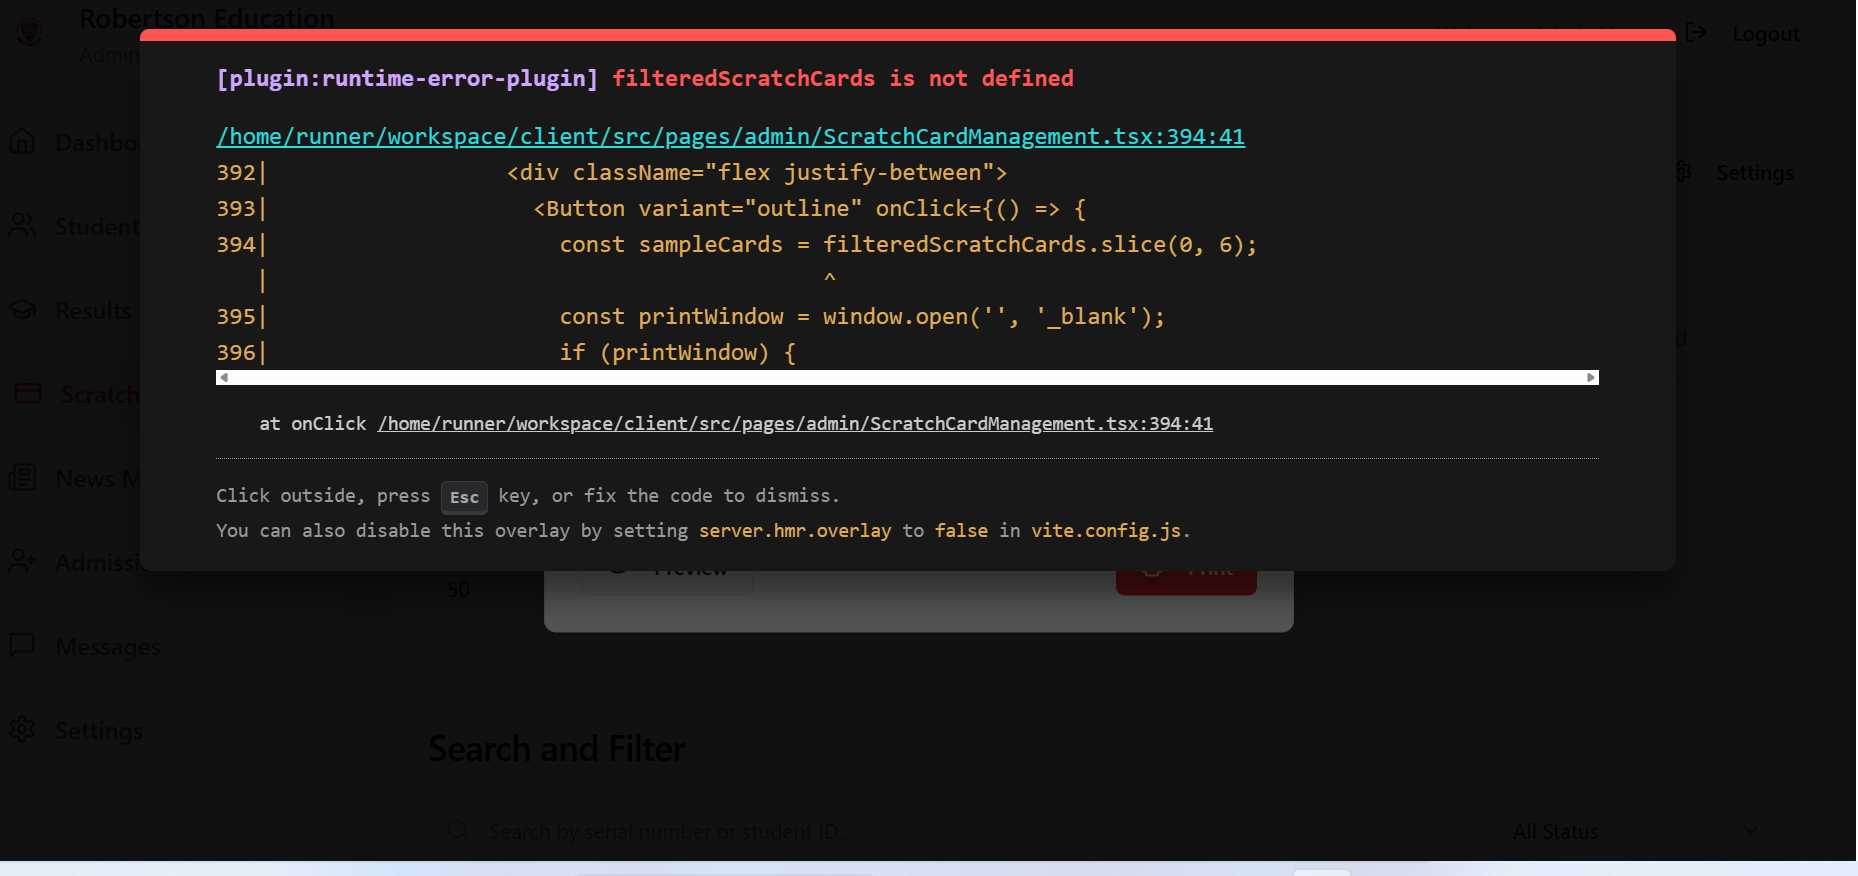 Robertson Education
Admin
Logout
[plugin:runtime-error-plugin] filteredScratchCards is not defined
/home/runner/workspace/client/src/pages/admin/ScratchCardManagement.tsx:394:41
392|                  <div className="flex justify-between">
393|                    <Button variant="outline" onClick={() => {
394|                      const sampleCards = filteredScratchCards.slice(0, 6);
   |                                          ^
395|                      const printWindow = window.open('', '_blank');
396|                      if (printWindow) {
at onClick /home/runner/workspace/client/src/pages/admin/ScratchCardManagement.tsx:394:41
Click outside, press Esc key, or fix the code to dismiss.
You can also disable this overlay by setting server.hmr.overlay to false in vite.config.js.
Dashbo
Settings
Student
Results
Scratch
News M
Admissi
Preview
Print
50
Messages
Settings
Search and Filter
Search by serial number or student ID...
All Status